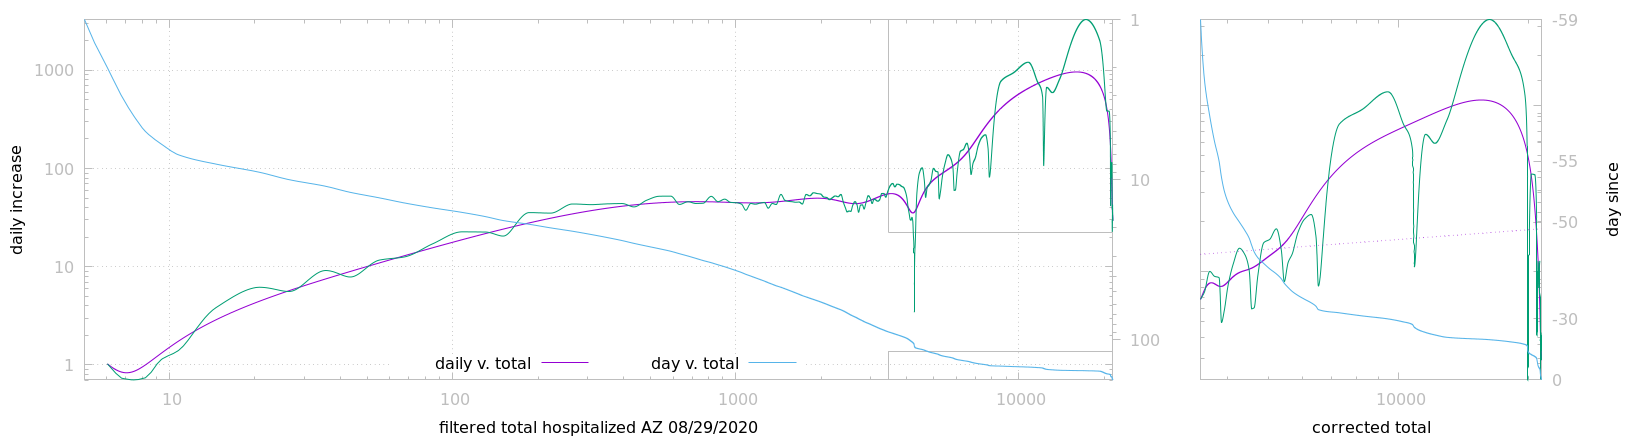 1000
100
10
1
daily increase
daily v. total
day v. total
10
100
1000
10000
filtered total hospitalized AZ 08/29/2020
1
10
100
10000
corrected total
-59
-55
-50
-30
0
day since